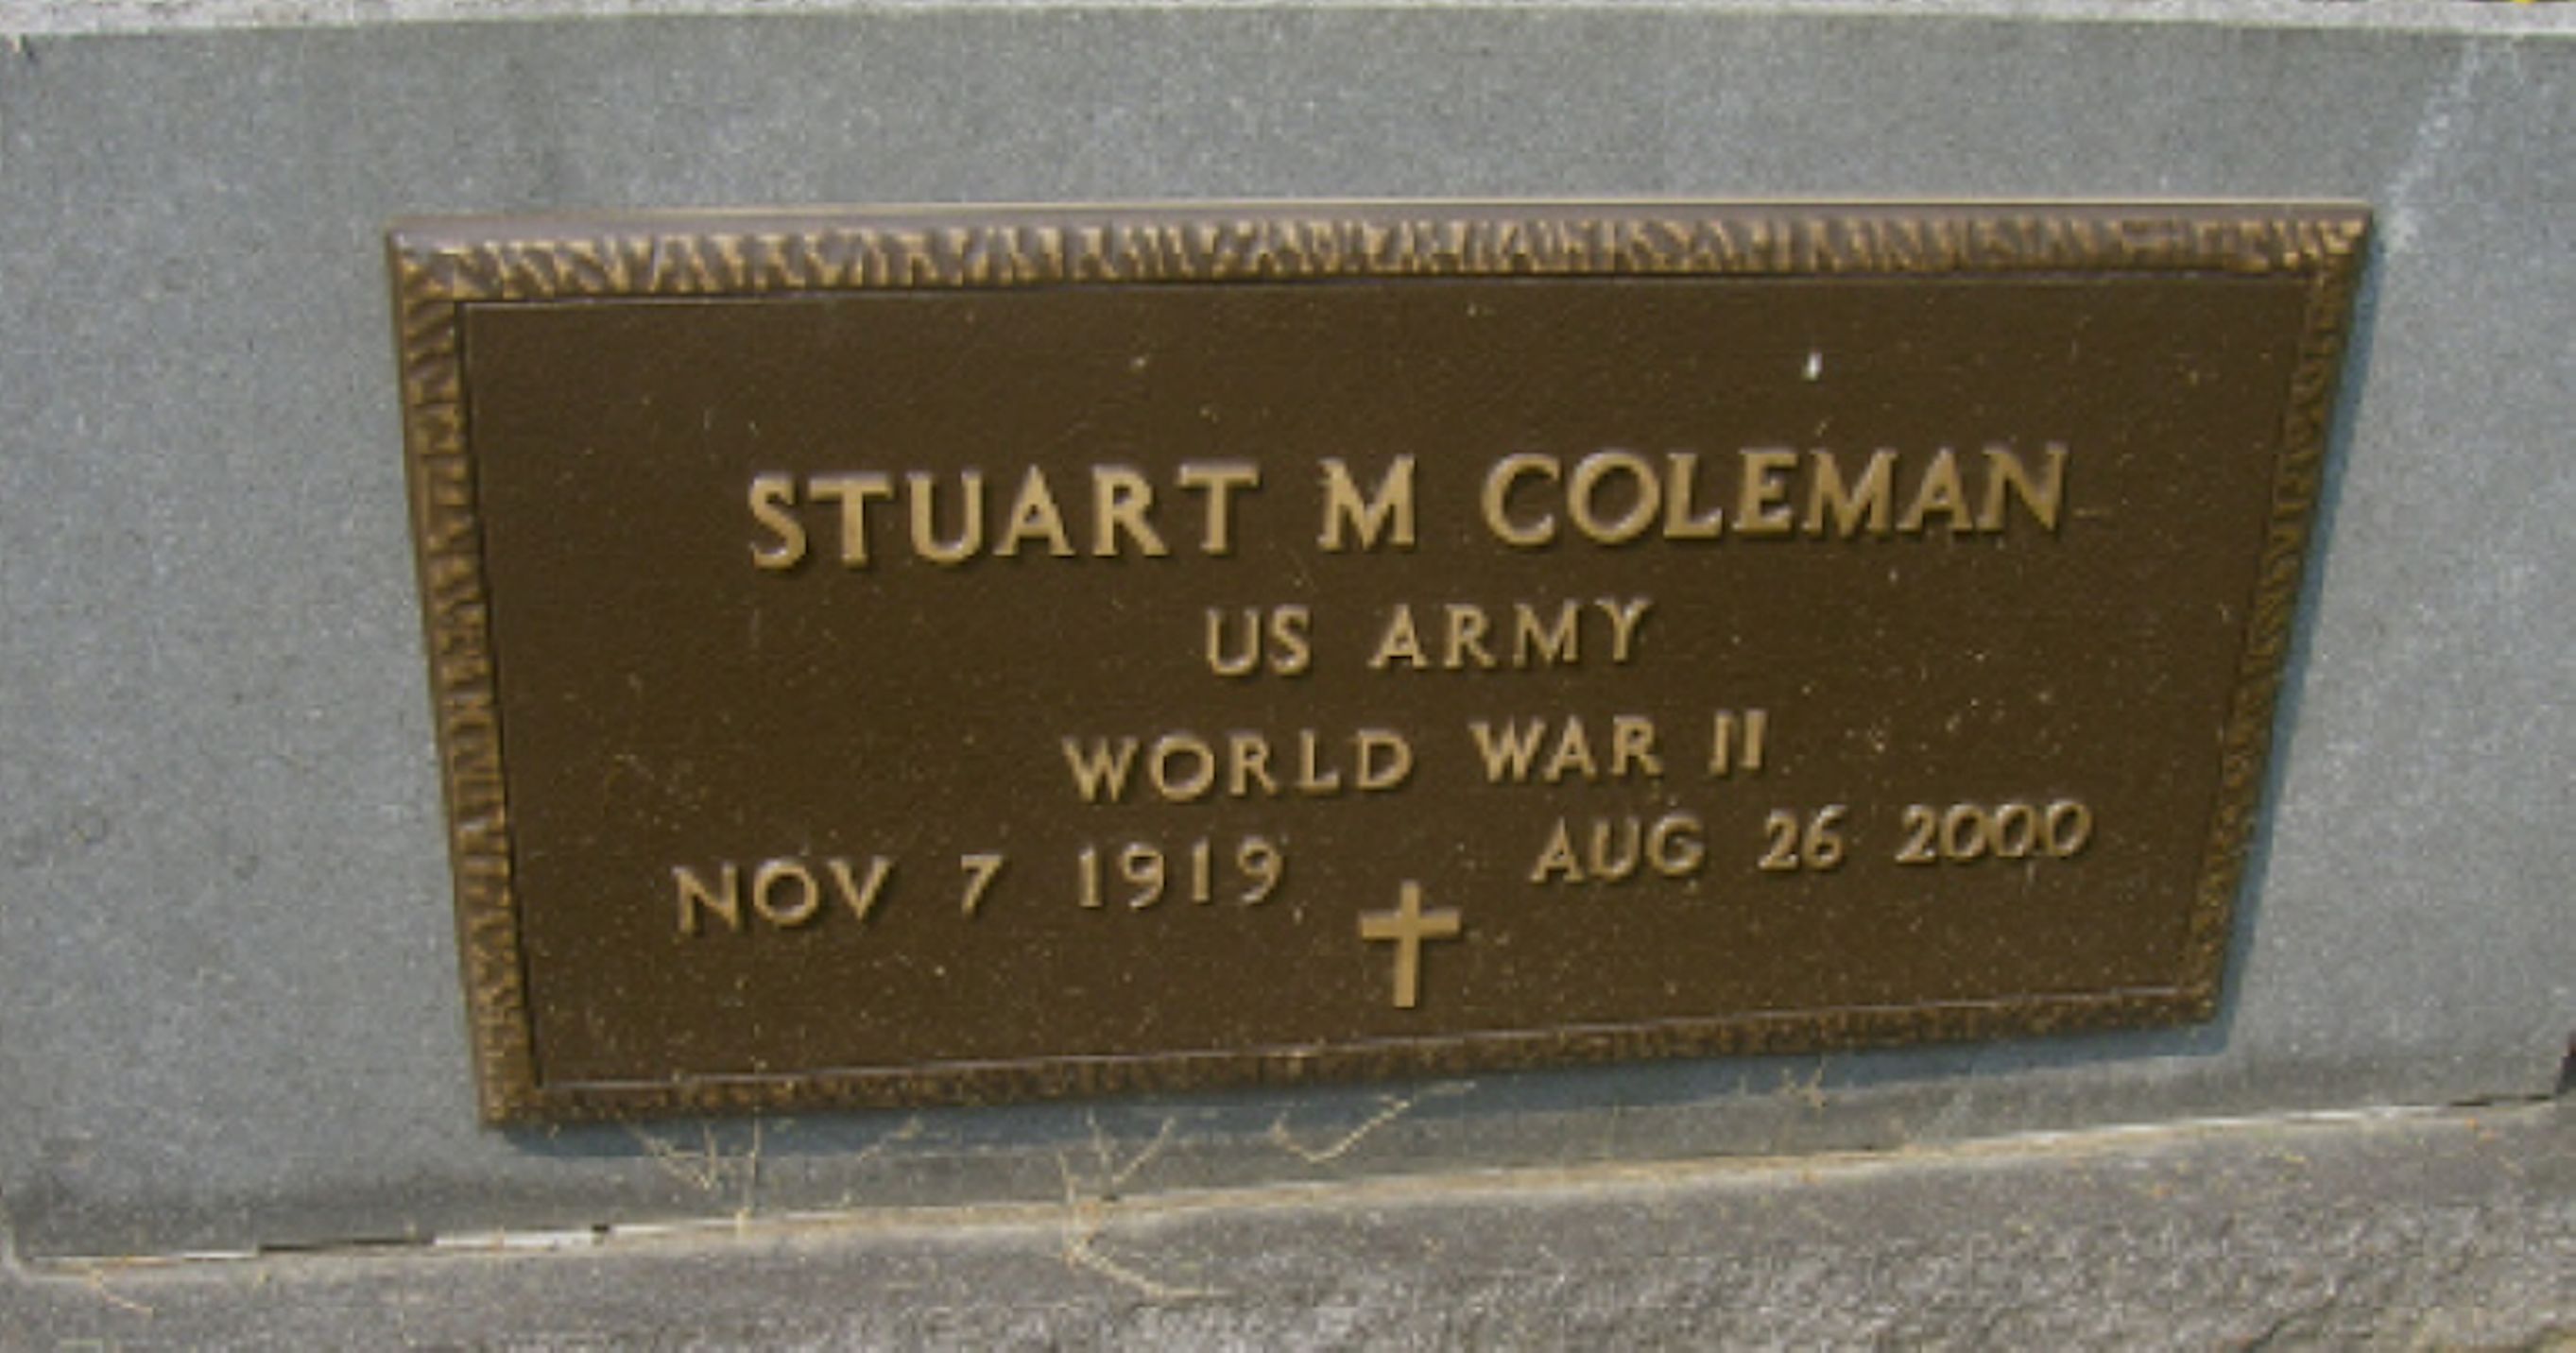 STUART M COLEMAN
US ARMY
WORLD WAR II
NOV 7 1919 AUG 26 2000